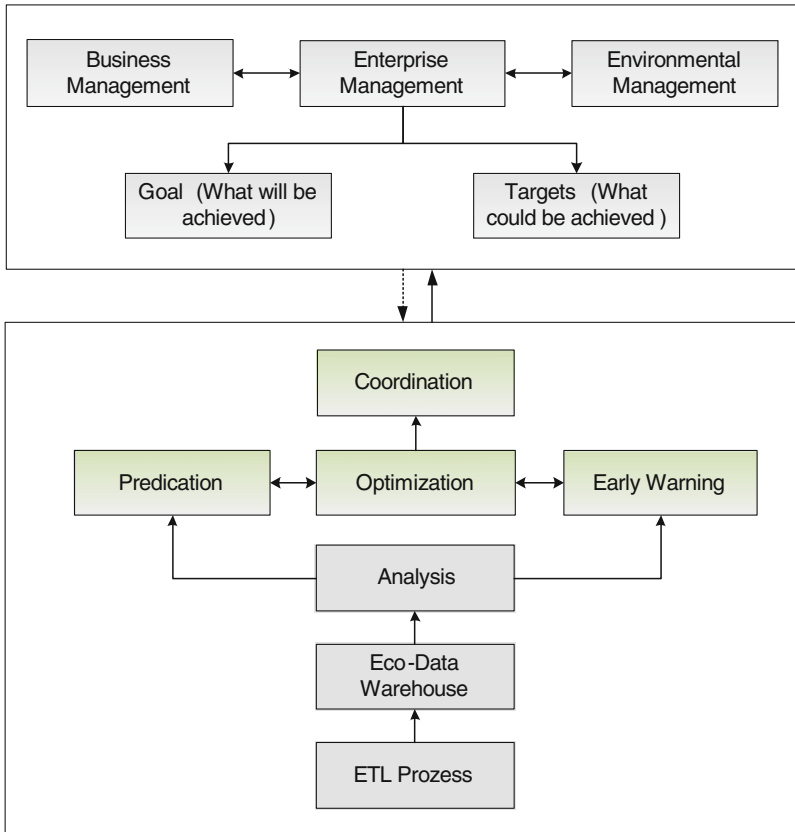 Business
Management
Enterprise
Management
Environmental
Management
Goal (What will be
achieved)
Targets (What
could be achieved)
Coordination
Predication
Optimization
Early Warning
Analysis
Eco-Data
Warehouse
ETL Prozess